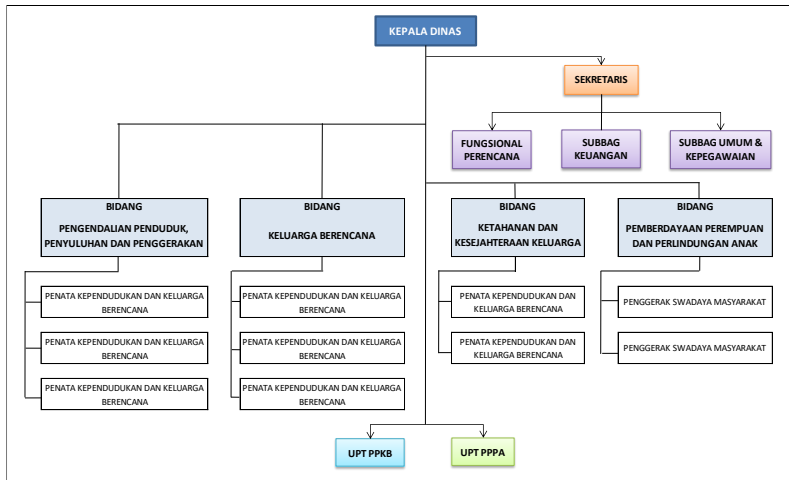 KEPALA DINAS
SEKRETARIS
FUNGSIONAL
PERENCANA
SUBBAG
KEUANGAN
SUBBAG UMUM &
KEPEGAWAIAN
BIDANG
PENGENDALIAN PENDUDUK,
PENYULUHAN DAN PENGGERAKAN
BIDANG
KELUARGA BERENCANA
BIDANG
KETAHANAN DAN
KESEJAHTERAAN KELUARGA
BIDANG
PEMBERDAYAAN PEREMPUAN
DAN PERLINDUNGAN ANAK
PENATA KEPENDUDUKAN DAN KELUARGA
BERENCANA
PENATA KEPENDUDUKAN DAN KELUARGA
BERENCANA
PENATA KEPENDUDUKAN DAN KELUARGA
BERENCANA
PENATA KEPENDUDUKAN DAN KELUARGA
BERENCANA
PENATA KEPENDUDUKAN DAN KELUARGA
BERENCANA
PENATA KEPENDUDUKAN DAN KELUARGA
BERENCANA
PENATA KEPENDUDUKAN DAN
KELUARGA BERENCANA
PENATA KEPENDUDUKAN DAN
KELUARGA BERENCANA
PENGGERAK SWADAYA MASYARAKAT
PENGGERAK SWADAYA MASYARAKAT
UPT PPKB
UPT PPPA